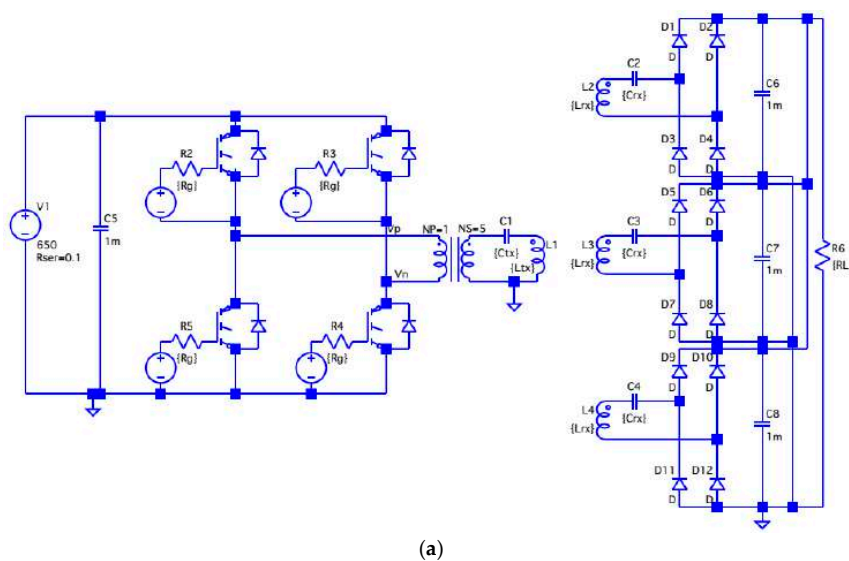 D1 D2
D D
C2
L2
{Crx}
{Lrx}
C6
1m
D3 D4
D D
R2
{Rg}
R3
{Rg}
V1
650
Rser=0.1
C5
1m
D5 D6
D D
Vp
NP=1 NS=5
C1
{Ctx}
L1
{Ltx}
Vn
C3
L3
{Crx}
{Lrx}
C7
1m
R6
{RL
D7 D8
D D
R5
{Rg}
R4
{Rg}
D9 D10
D D
C4
L4
{Crx}
{Lrx}
C8
1m
D11 D12
D D
(a)